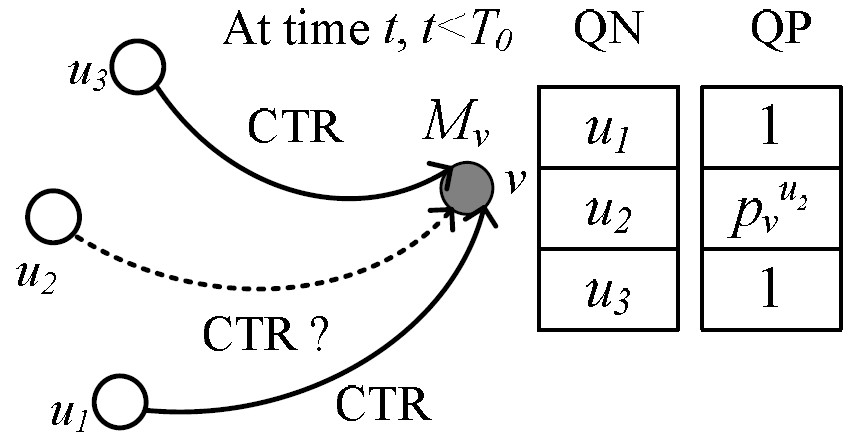 At time t, t<T₀ QN QP
u₃
CTR
Mᵥ
v
u₁ 1
u₂ pᵥᵘ²
u₃ 1
u₂
CTR ?
u₁
CTR